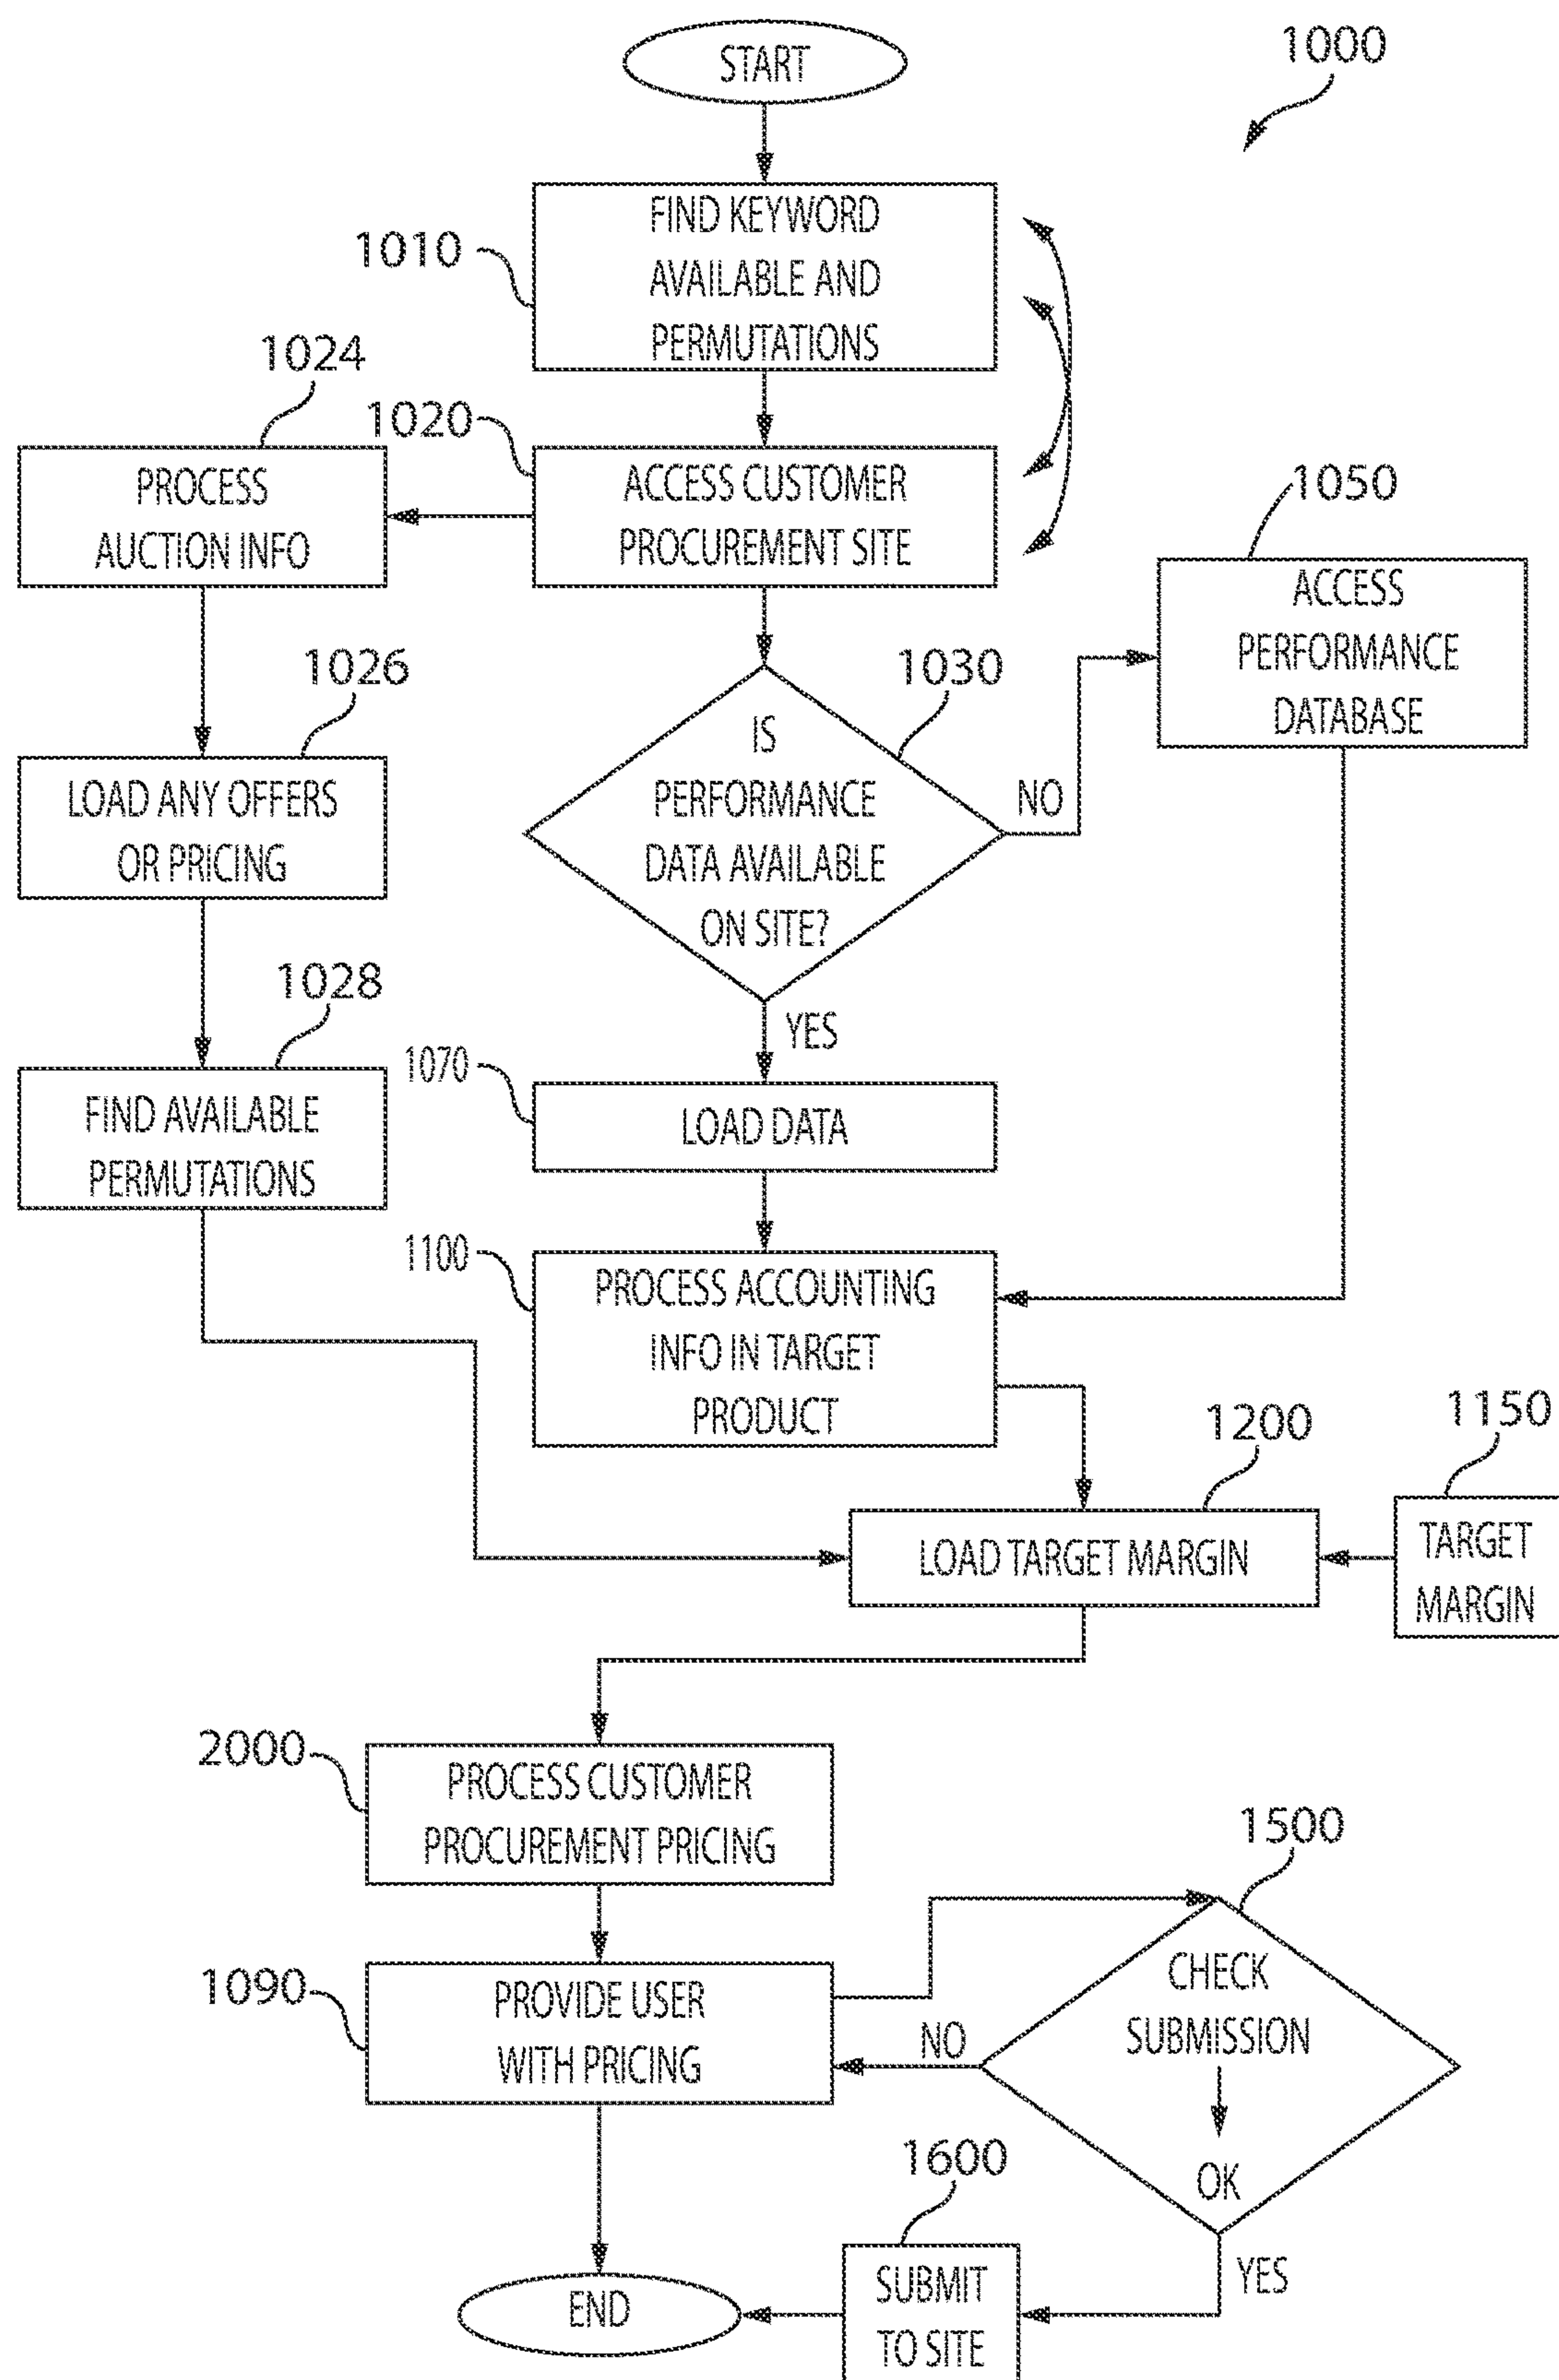 START
1000
FIND KEYWORD
AVAILABLE AND
PERMUTATIONS
1010
1024
1020
PROCESS
AUCTION INFO
ACCESS CUSTOMER
PROCUREMENT SITE
1050
ACCESS
PERFORMANCE
DATABASE
1026
1030
LOAD ANY OFFERS
OR PRICING
IS
PERFORMANCE
DATA AVAILABLE
ON SITE?
NO
YES
1028
FIND AVAILABLE
PERMUTATIONS
1070
LOAD DATA
1100
PROCESS ACCOUNTING
INFO IN TARGET
PRODUCT
1200
1150
LOAD TARGET MARGIN
TARGET
MARGIN
2000
PROCESS CUSTOMER
PROCUREMENT PRICING
1500
1090
PROVIDE USER
WITH PRICING
NO
CHECK
SUBMISSION
OK
YES
1600
SUBMIT
TO SITE
END